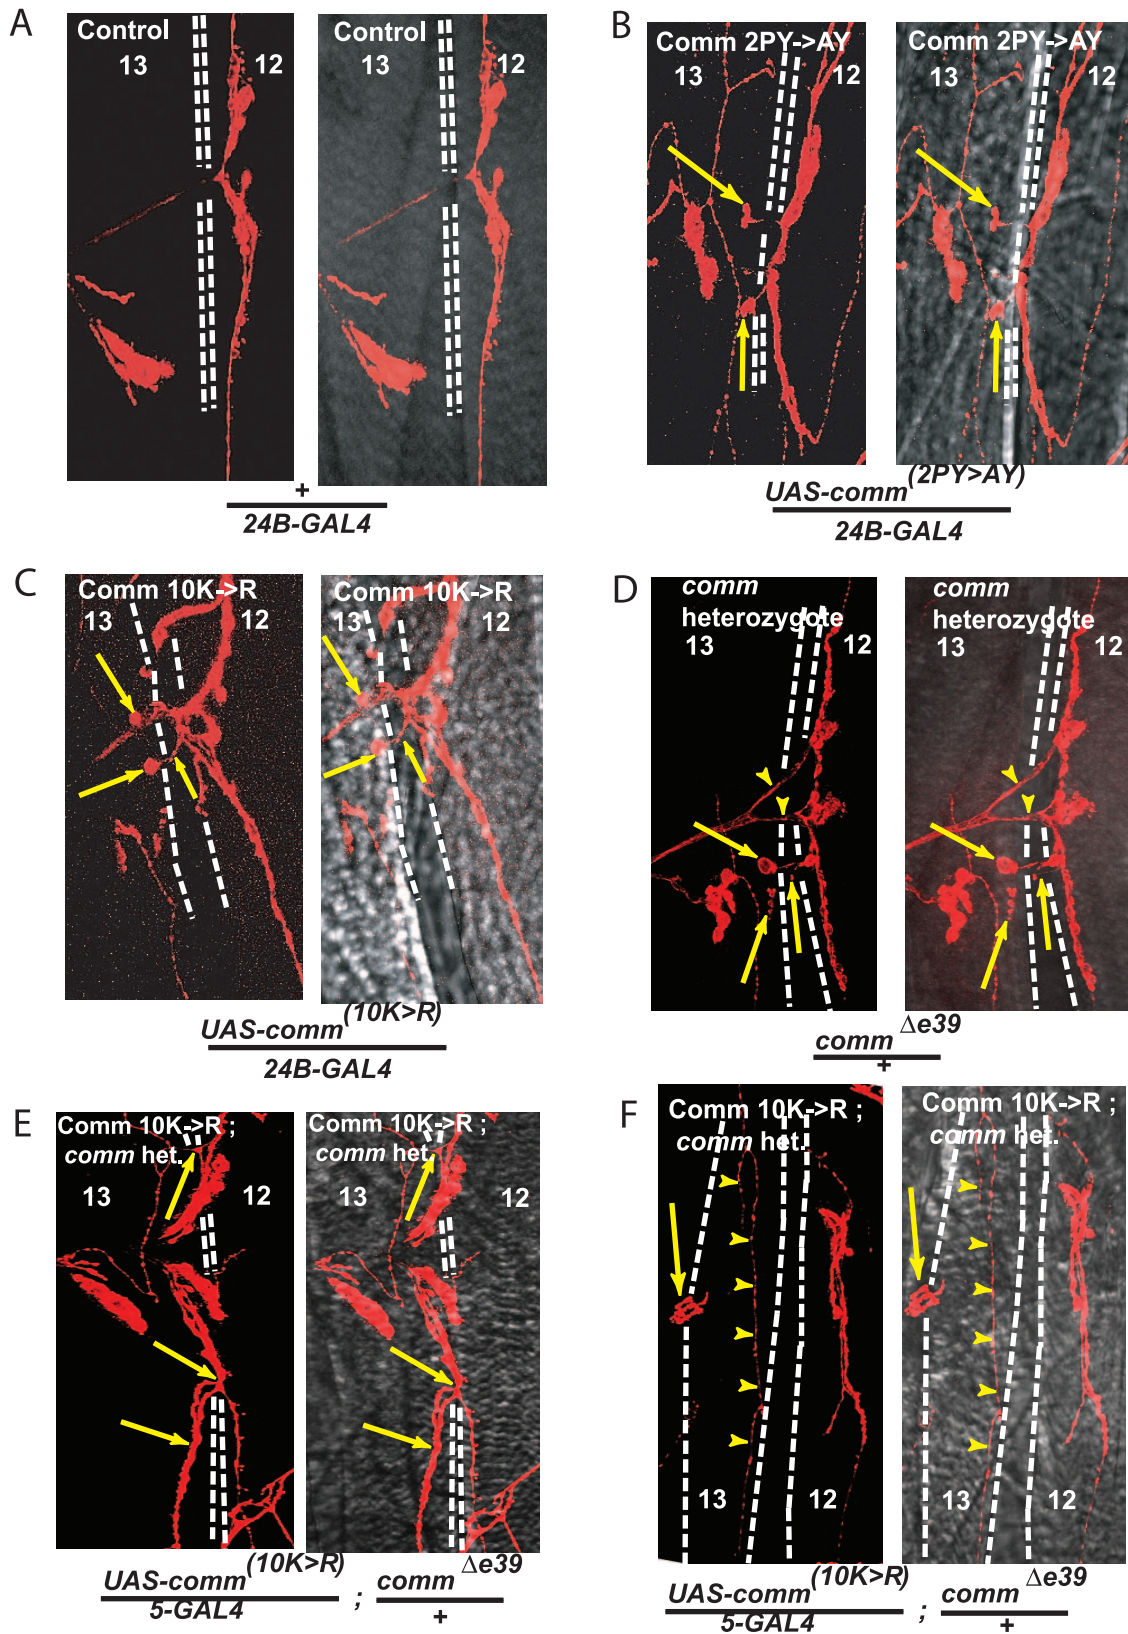 A
Control
13
12
Control
13
12
+
24B-GAL4
B
Comm 2PY->AY
13
12
Comm 2PY->AY
13
12
UAS-comm (2PY>AY)
24B-GAL4
C
Comm 10K->R
13
12
Comm 10K->R
13
12
UAS-comm (10K>R)
24B-GAL4
D
comm
heterozygote
13
12
comm
heterozygote
13
12
comm Δe39
+
E
Comm 10K->R ;
comm het.
13
12
Comm 10K->R ;
comm het.
13
12
UAS-comm (10K>R) ; comm Δe39
5-GAL4 +
F
Comm 10K->R ;
comm het.
13
12
Comm 10K->R ;
comm het.
13
12
UAS-comm (10K>R) ; comm Δe39
5-GAL4 +